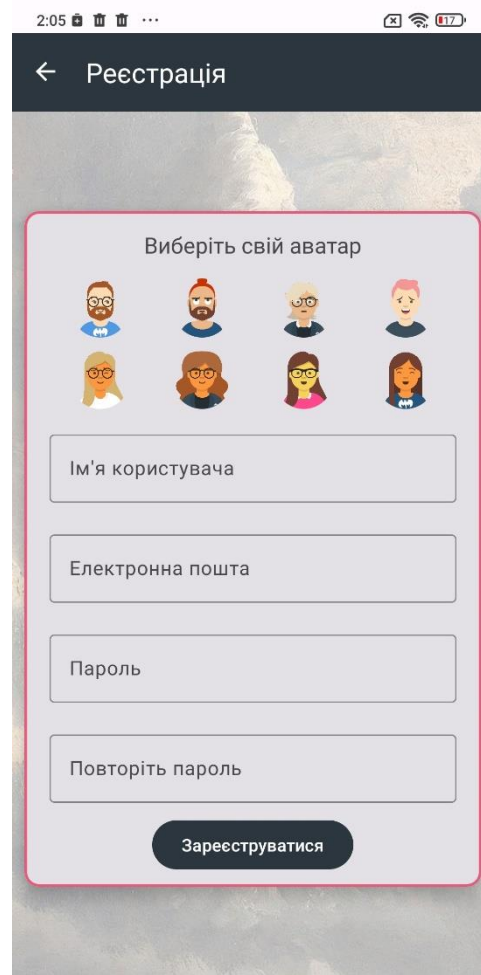 2:05
17
Реєстрація
Виберіть свій аватар
Ім'я користувача
Електронна пошта
Пароль
Повторіть пароль
Зареєструватися